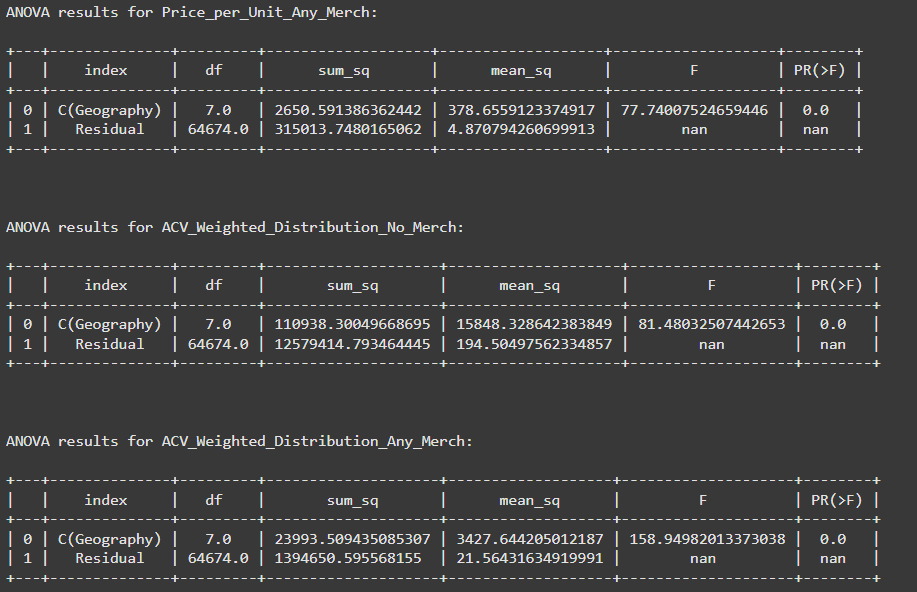 ANOVA results for Price_per_Unit_Any_Merch:
+---+--------------+---------+--------------------+-------------------+-------------------+--------+
|   |    index     |   df    |       sum_sq       |      mean_sq      |         F         | PR(>F) |
+---+--------------+---------+--------------------+-------------------+-------------------+--------+
| 0 | C(Geography) |   7.0   | 2650.591386362442 | 378.6559123374917 | 77.74007524659446 |  0.0   |
| 1 |   Residual   | 64674.0 | 315013.7480165062 | 4.870794260699913 |        nan        |  nan   |
+---+--------------+---------+--------------------+-------------------+-------------------+--------+
ANOVA results for ACV_Weighted_Distribution_No_Merch:
+---+--------------+---------+--------------------+--------------------+-------------------+--------+
|   |    index     |   df    |       sum_sq       |      mean_sq       |         F         | PR(>F) |
+---+--------------+---------+--------------------+--------------------+-------------------+--------+
| 0 | C(Geography) |   7.0   | 110938.30049668695 | 15848.328642383849 | 81.48032507442653 |  0.0   |
| 1 |   Residual   | 64674.0 | 12579414.793464445 | 194.50497562334857 |        nan        |  nan   |
+---+--------------+---------+--------------------+--------------------+-------------------+--------+
ANOVA results for ACV_Weighted_Distribution_Any_Merch:
+---+--------------+---------+--------------------+-------------------+--------------------+--------+
|   |    index     |   df    |       sum_sq       |      mean_sq      |         F          | PR(>F) |
+---+--------------+---------+--------------------+-------------------+--------------------+--------+
| 0 | C(Geography) |   7.0   | 23993.509435085307 | 3427.644205012187 | 158.94982013373038 |  0.0   |
| 1 |   Residual   | 64674.0 | 1394650.595568155  | 21.56431634919991 |        nan         |  nan   |
+---+--------------+---------+--------------------+-------------------+--------------------+--------+